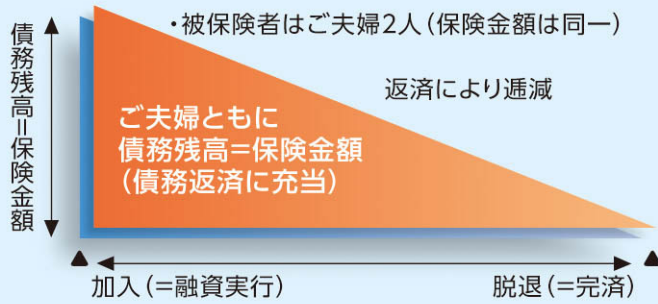 ・被保険者はご夫婦2人（保険金額は同一）
債務残高＝保険金額
返済により逓減
ご夫婦ともに
債務残高＝保険金額
（債務返済に充当）
加入（＝融資実行）
脱退（＝完済）